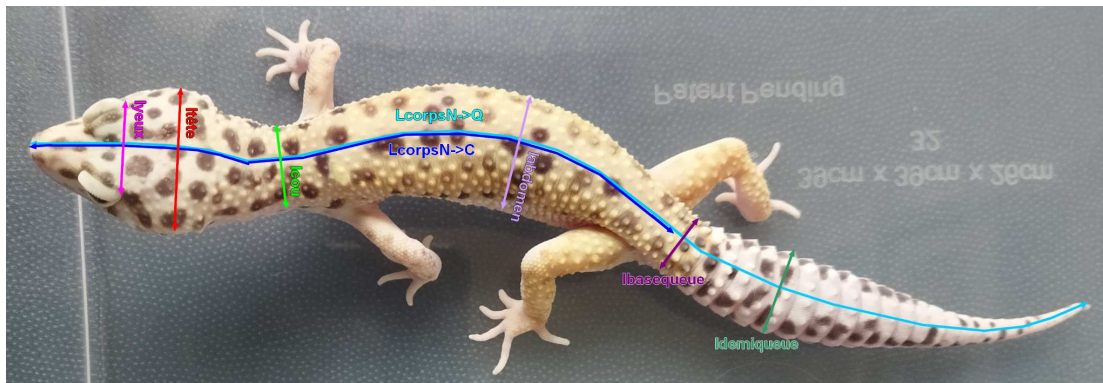 lyeux
ltête
lcou
LcorpsN->Q
LcorpsN->C
labdomen
lbasequeue
ldemiqueue
Patent Pending
32
39cm x 39cm x 26cm